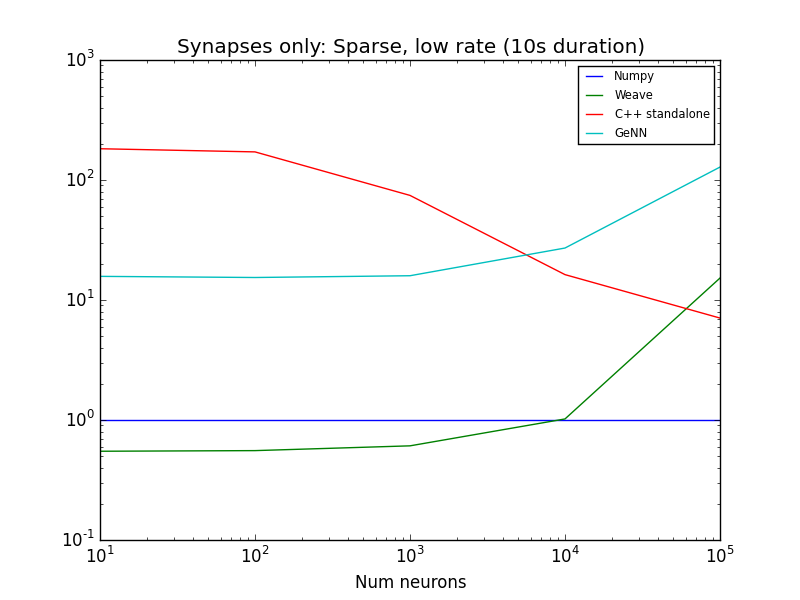 Synapses only: Sparse, low rate (10s duration)
10³
10²
10¹
10⁰
10⁻¹
Numpy
Weave
C++ standalone
GeNN
10¹ 10² 10³ 10⁴ 10⁵
Num neurons